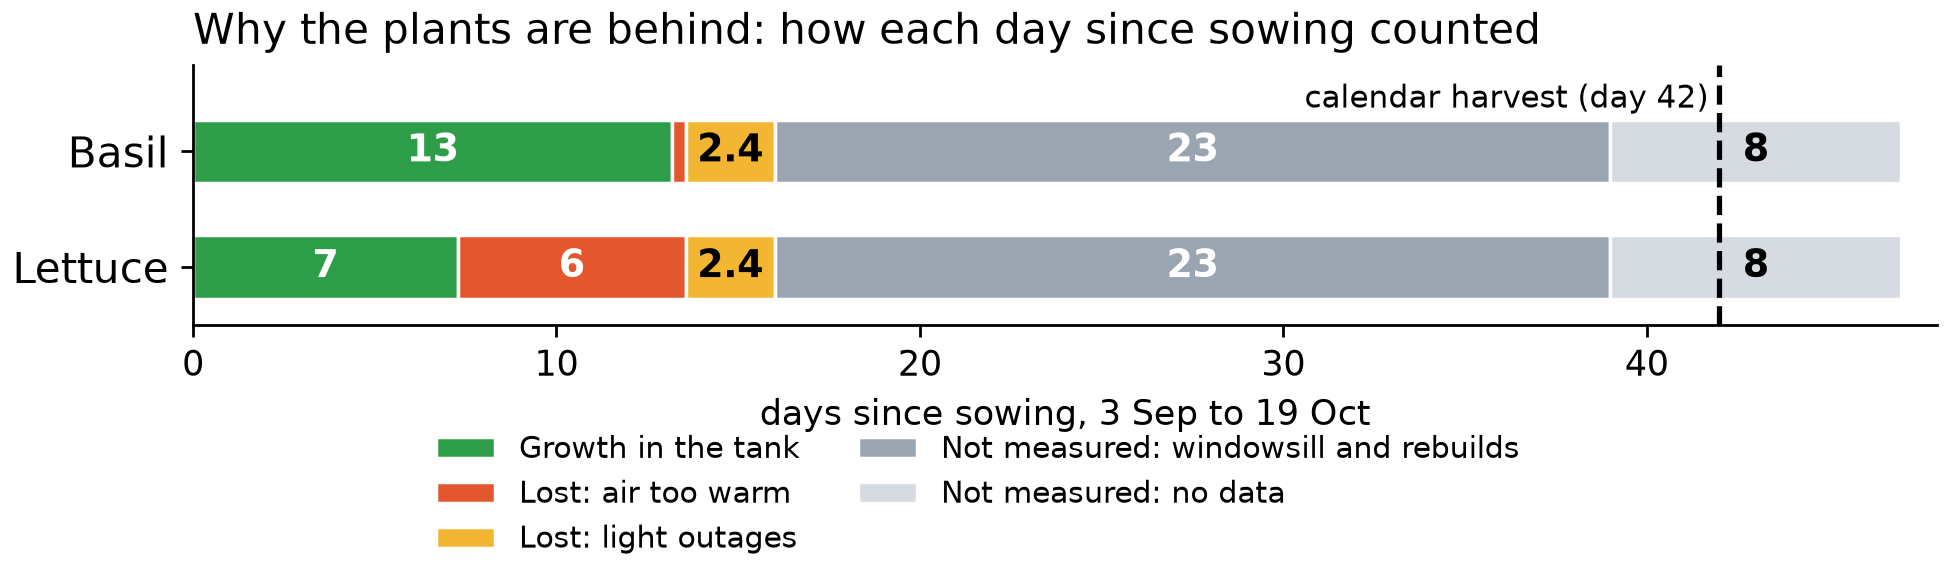 Why the plants are behind: how each day since sowing counted
calendar harvest (day 42)
Basil 13 2.4 23 8
Lettuce 7 6 2.4 23 8
0 10 20 30 40
days since sowing, 3 Sep to 19 Oct
Growth in the tank
Lost: air too warm
Lost: light outages
Not measured: windowsill and rebuilds
Not measured: no data